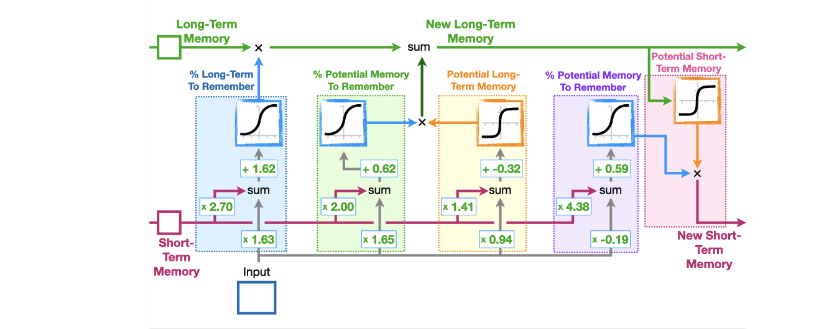 Long-Term
Memory
×
sum
New Long-Term
Memory
% Long-Term
To Remember
% Potential Memory
To Remember
Potential Long-
Term Memory
% Potential Memory
To Remember
Potential Short-
Term Memory
×
×
+ 1.62
+ 0.62
+ -0.32
+ 0.59
sum
sum
sum
sum
x 2.70
x 2.00
x 1.41
x 4.38
x 1.63
x 1.65
x 0.94
x -0.19
Short-
Term
Memory
New Short-
Term
Memory
Input